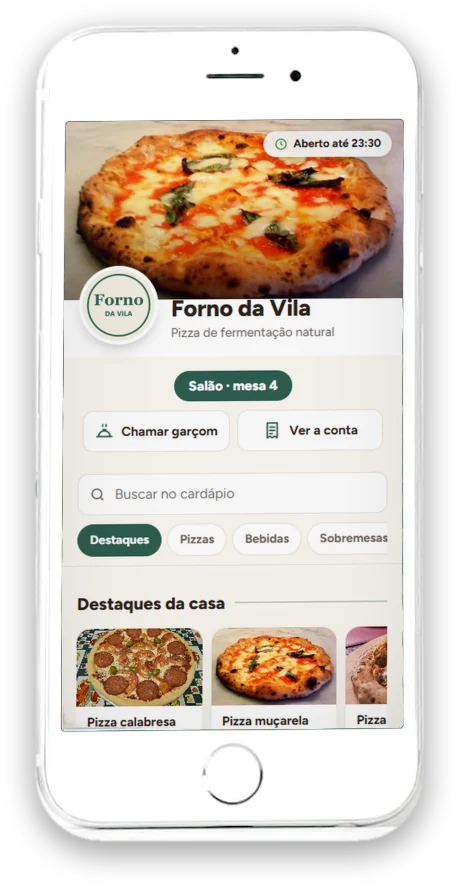 Aberto até 23:30
Forno
DA VILA
Forno da Vila
Pizza de fermentação natural
Salão · mesa 4
Chamar garçom
Ver a conta
Buscar no cardápio
Destaques
Pizzas
Bebidas
Sobremesas
Destaques da casa
Pizza calabresa
Pizza muçarela
Pizza